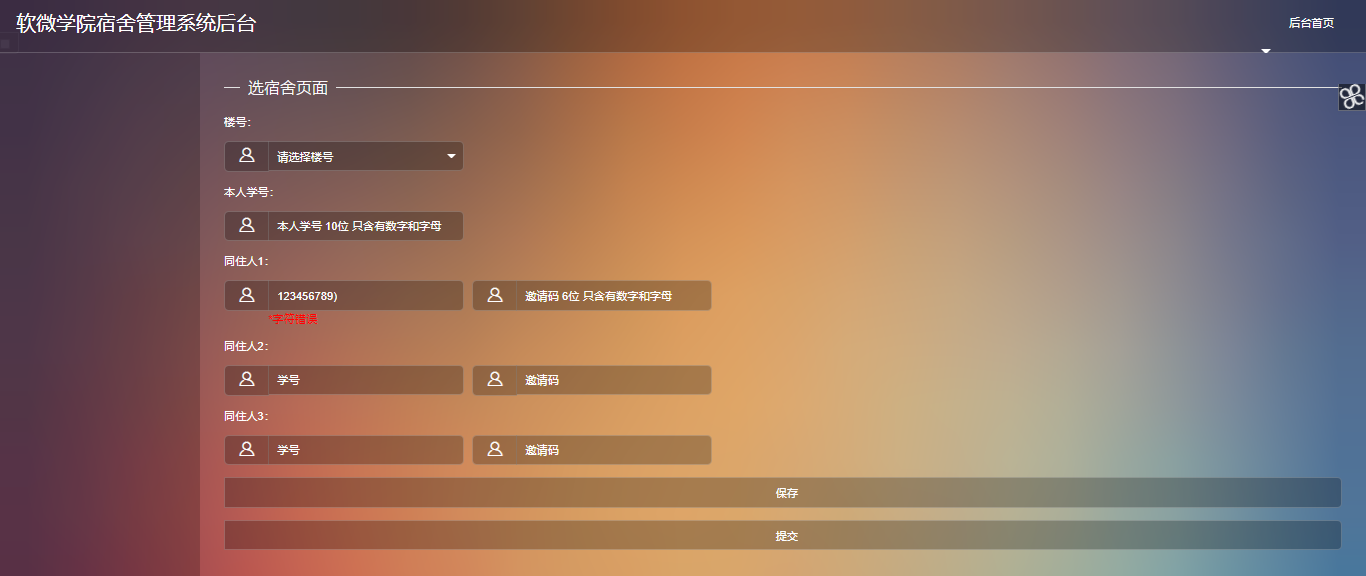 软微学院宿舍管理系统后台
后台首页
选宿舍页面
楼号:
请选择楼号
本人学号:
本人学号 10位 只含有数字和字母
同住人1:
123456789) 邀请码 6位 只含有数字和字母
*字符错误
同住人2:
学号 邀请码
同住人3:
学号 邀请码
保存
提交